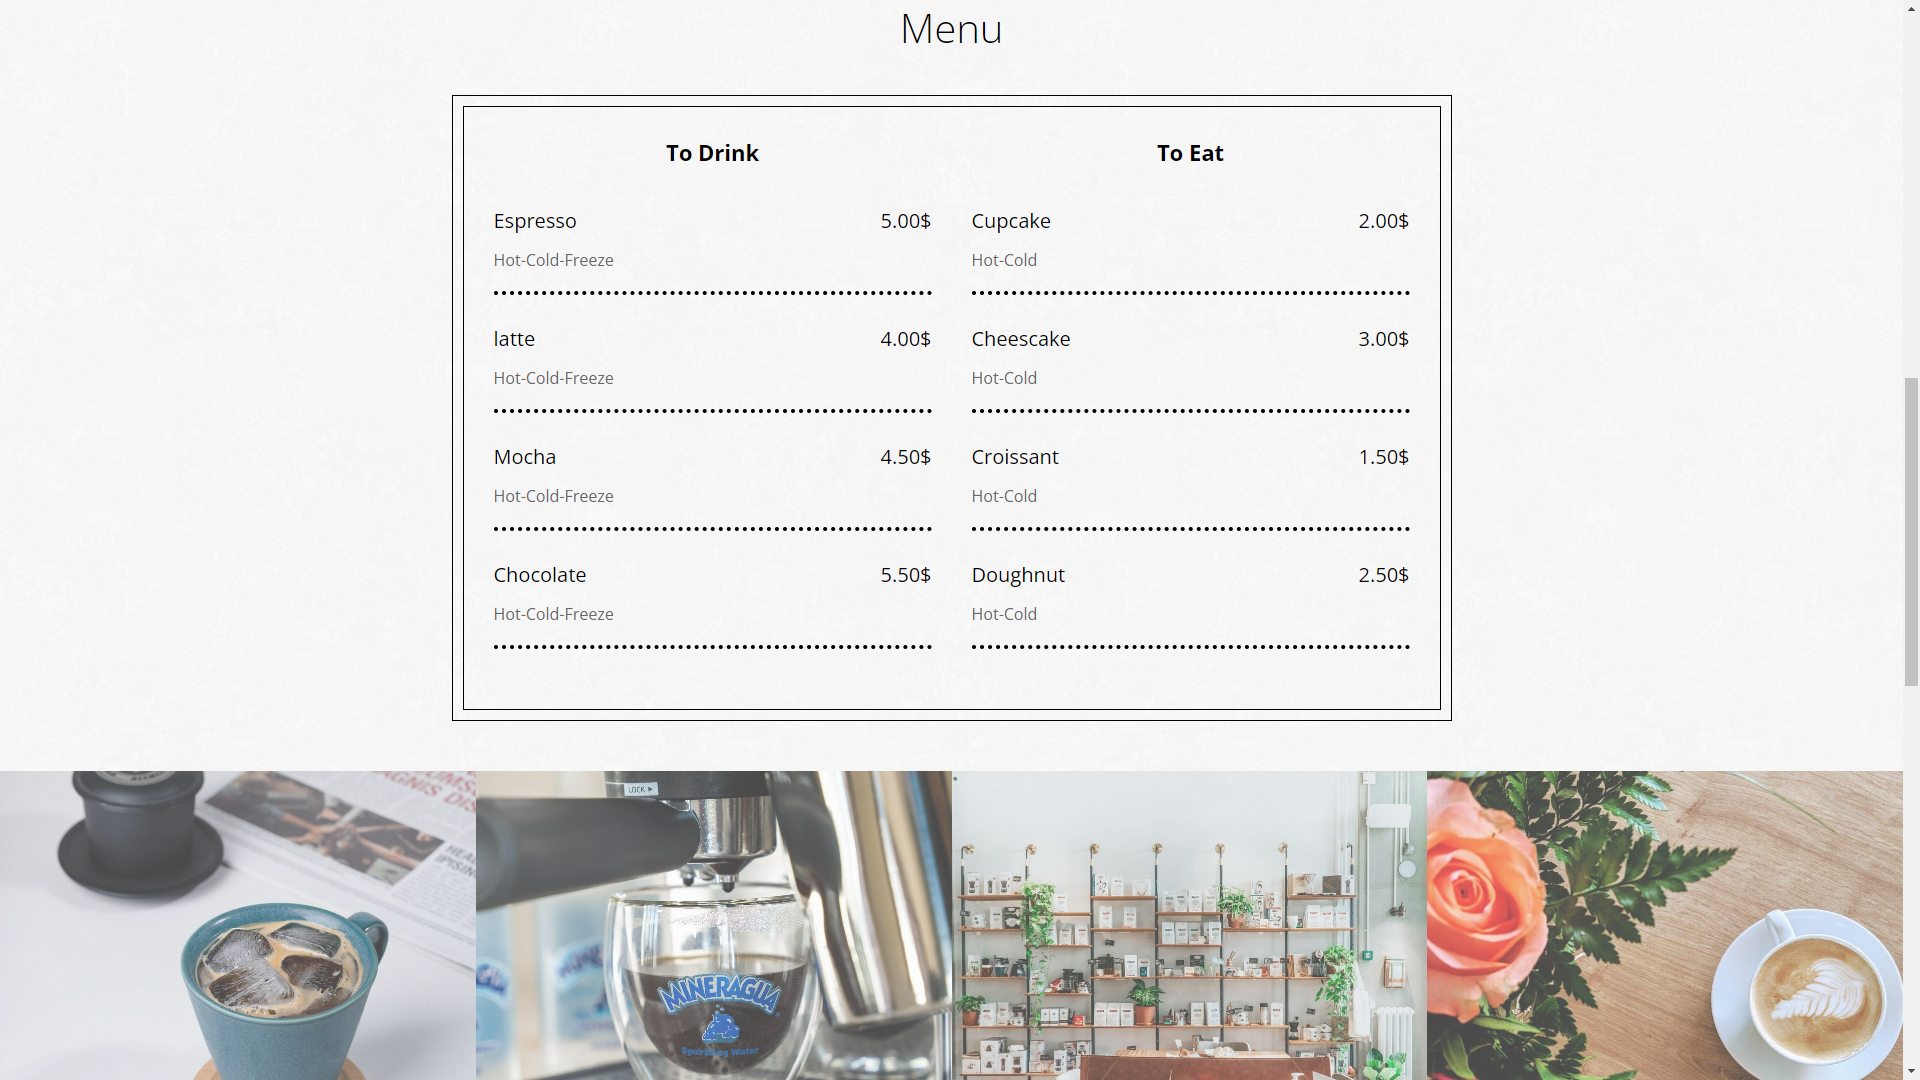 Menu
To Drink
Espresso 5.00$
Hot-Cold-Freeze
latte 4.00$
Hot-Cold-Freeze
Mocha 4.50$
Hot-Cold-Freeze
Chocolate 5.50$
Hot-Cold-Freeze
To Eat
Cupcake 2.00$
Hot-Cold
Cheescake 3.00$
Hot-Cold
Croissant 1.50$
Hot-Cold
Doughnut 2.50$
Hot-Cold
LOCK
MINERAGUA
Sparkling Water